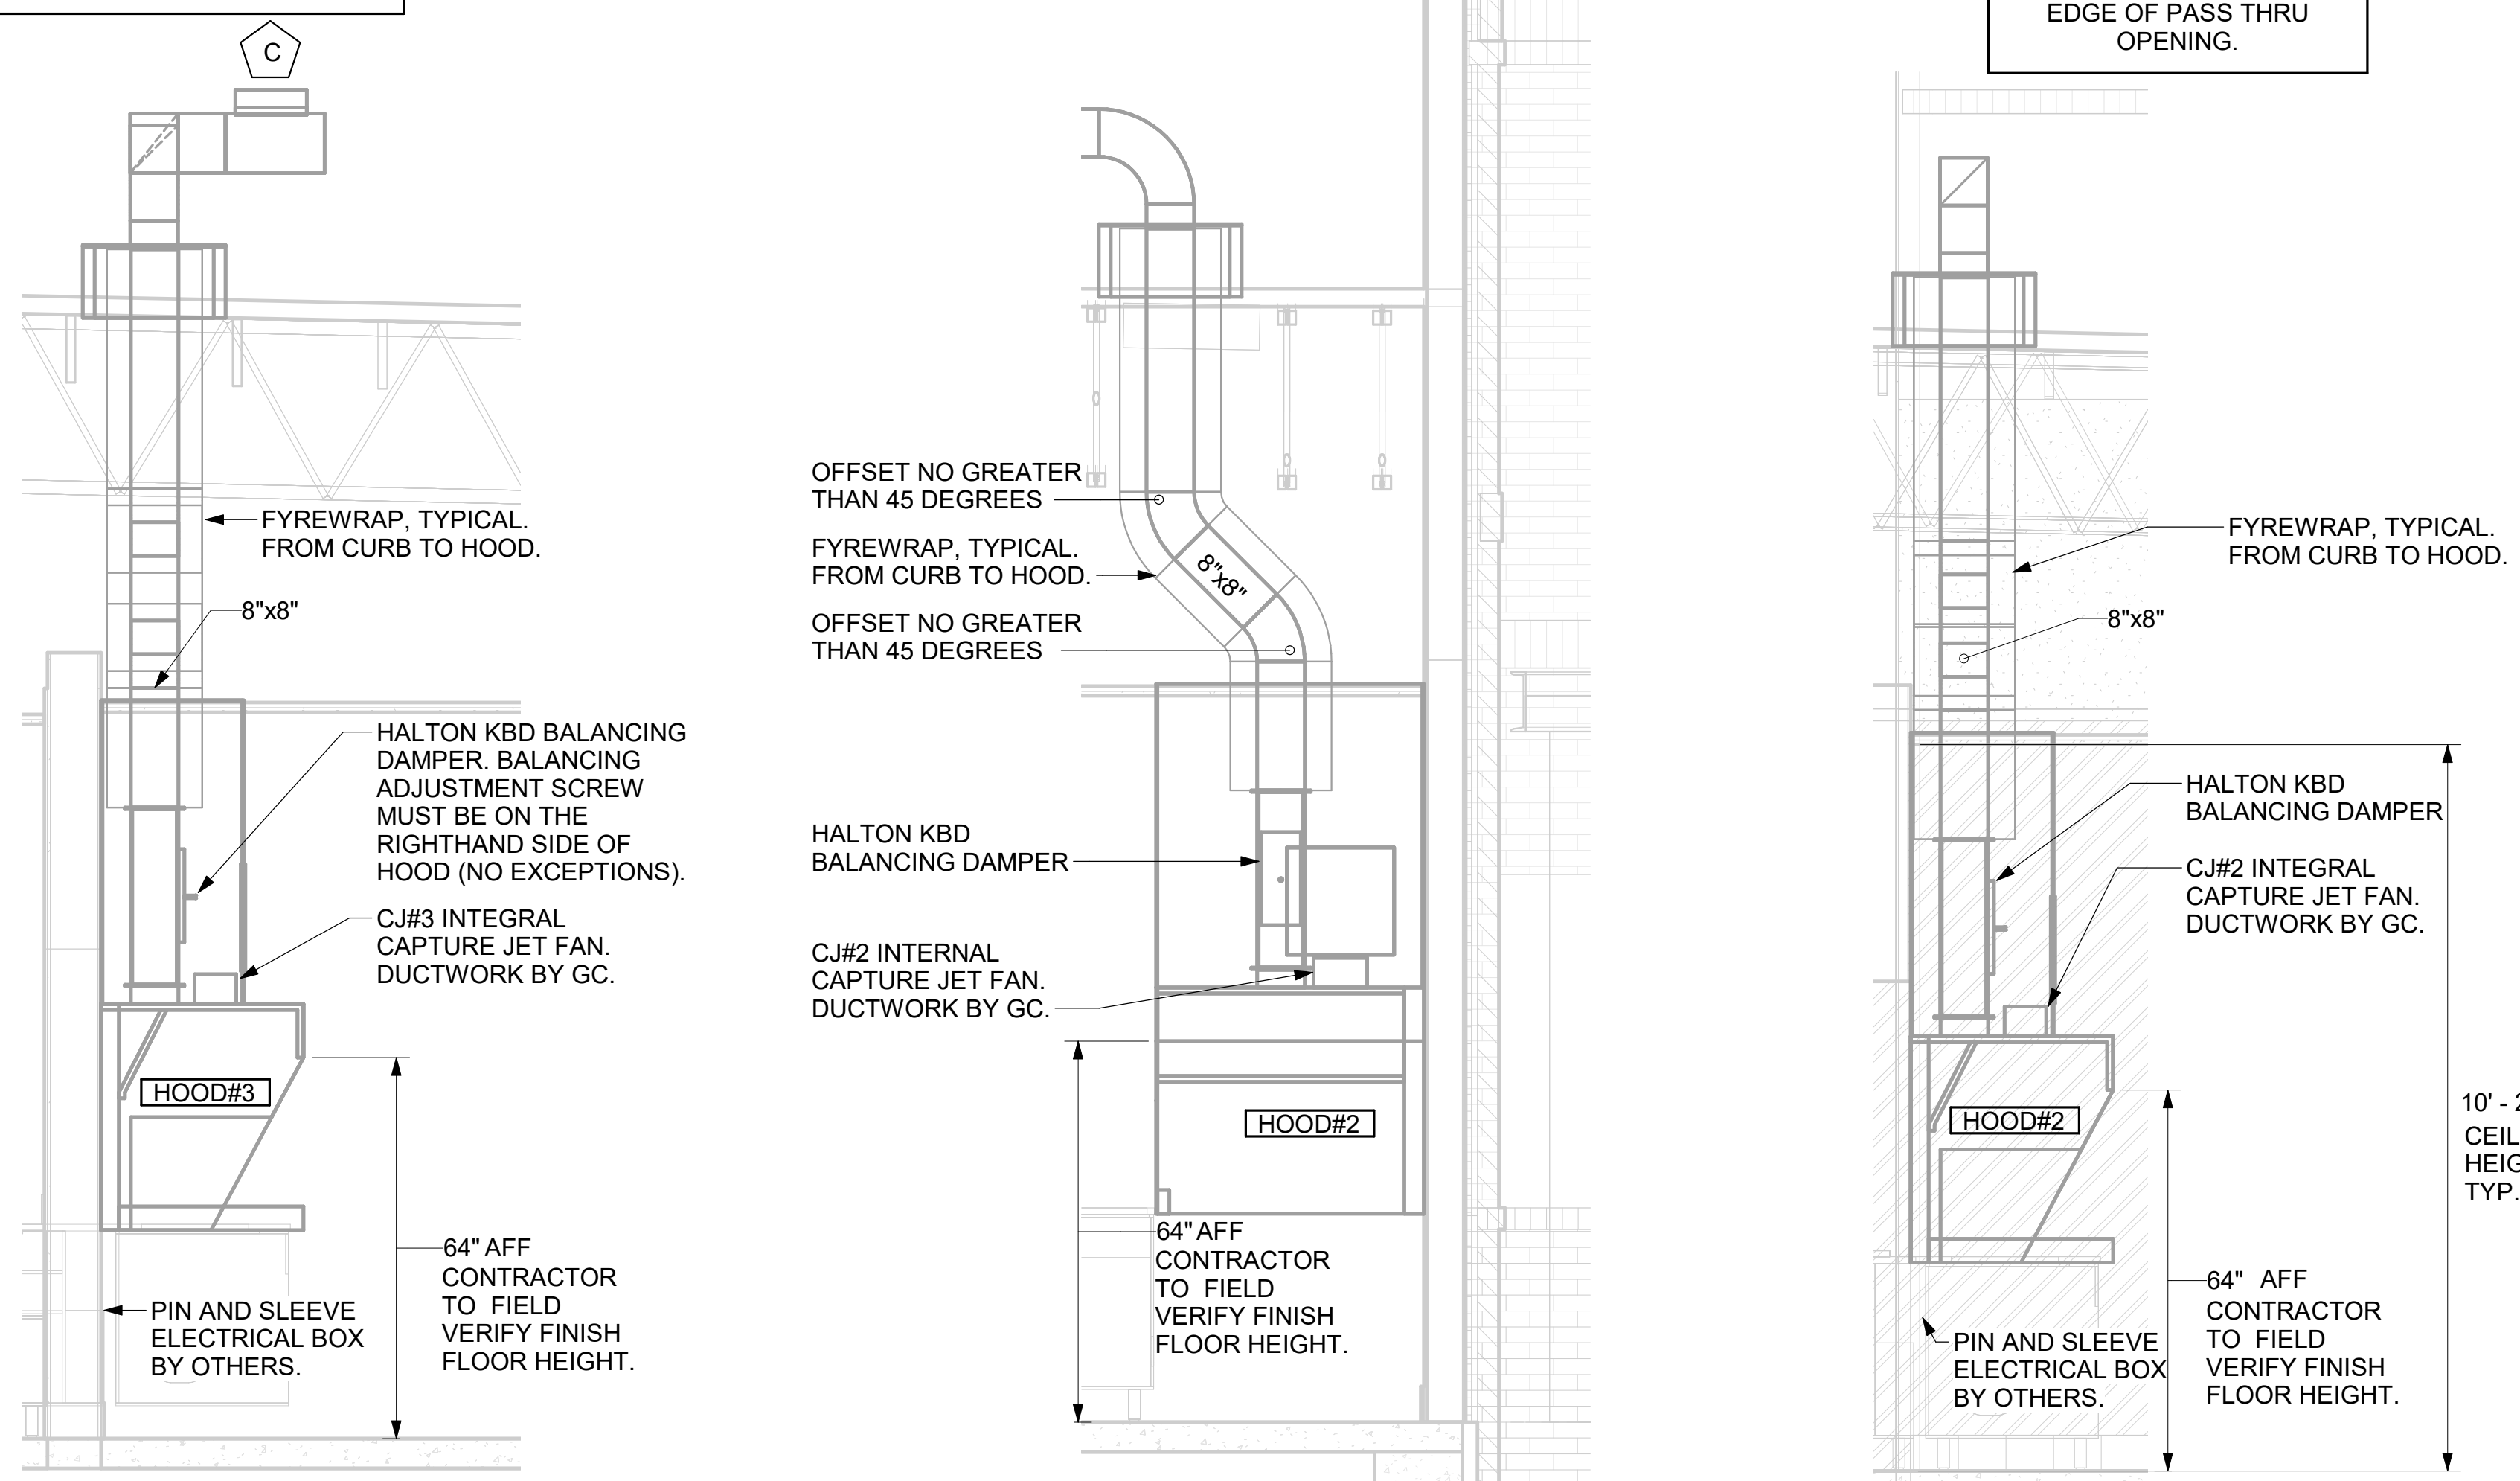 C
FYREWRAP, TYPICAL.
FROM CURB TO HOOD.
8"x8"
HALTON KBD BALANCING
DAMPER. BALANCING
ADJUSTMENT SCREW
MUST BE ON THE
RIGHTHAND SIDE OF
HOOD (NO EXCEPTIONS).
CJ#3 INTEGRAL
CAPTURE JET FAN.
DUCTWORK BY GC.
HOOD#3
64" AFF
CONTRACTOR
TO FIELD
VERIFY FINISH
FLOOR HEIGHT.
PIN AND SLEEVE
ELECTRICAL BOX
BY OTHERS.
OFFSET NO GREATER
THAN 45 DEGREES
FYREWRAP, TYPICAL.
FROM CURB TO HOOD.
8"x8"
OFFSET NO GREATER
THAN 45 DEGREES
HALTON KBD
BALANCING DAMPER
CJ#2 INTERNAL
CAPTURE JET FAN.
DUCTWORK BY GC.
HOOD#2
64" AFF
CONTRACTOR
TO FIELD
VERIFY FINISH
FLOOR HEIGHT.
EDGE OF PASS THRU
OPENING.
FYREWRAP, TYPICAL.
FROM CURB TO HOOD.
8"x8"
HALTON KBD
BALANCING DAMPER
CJ#2 INTEGRAL
CAPTURE JET FAN.
DUCTWORK BY GC.
HOOD#2
10' - 2
CEIL
HEIG
TYP.
64" AFF
CONTRACTOR
TO FIELD
VERIFY FINISH
FLOOR HEIGHT.
PIN AND SLEEVE
ELECTRICAL BOX
BY OTHERS.